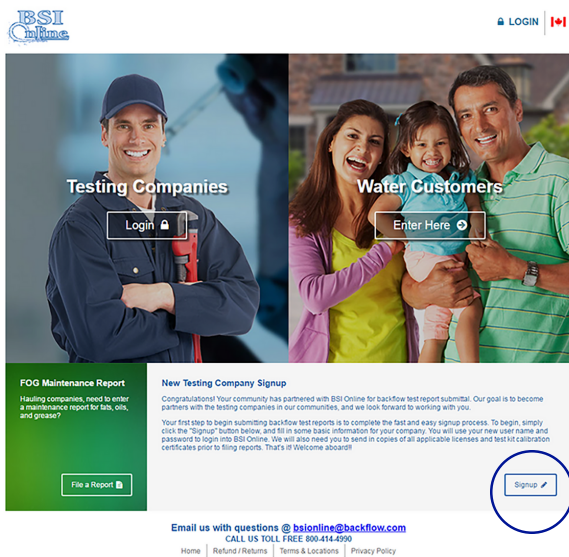 BSI
Online
LOGIN
Testing Companies
Login
Water Customers
Enter Here
FOG Maintenance Report
Hauling companies, need to enter
a maintenance report for fats, oils,
and grease?
File a Report
New Testing Company Signup
Congratulations! Your community has partnered with BSI Online for backflow test report submittal. Our goal is to become
partners with the testing companies in our communities, and we look forward to working with you.
Your first step to begin submitting backflow test reports is to complete the fast and easy signup process. To begin, simply
click the "Signup" button below, and fill in some basic information for your company. You will use your new user name and
password to login into BSI Online. We will also need you to send in copies of all applicable licenses and test kit calibration
certificates prior to filing reports. That's it! Welcome aboard!!
Signup
Email us with questions @ bsionline@backflow.com
CALL US TOLL FREE 800-414-4990
Home | Refund / Returns | Terms & Locations | Privacy Policy